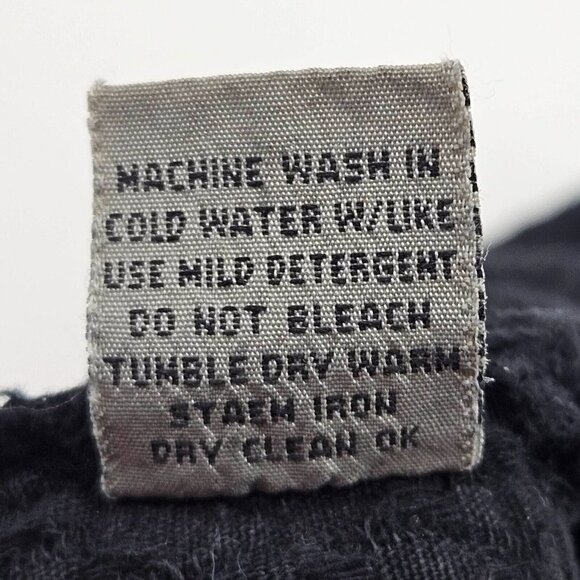 MACHINE WASH IN
COLD WATER W/LIKE
USE MILD DETERGENT
DO NOT BLEACH
TUMBLE DRY WARM
STAEM IRON
DRY CLEAN OK